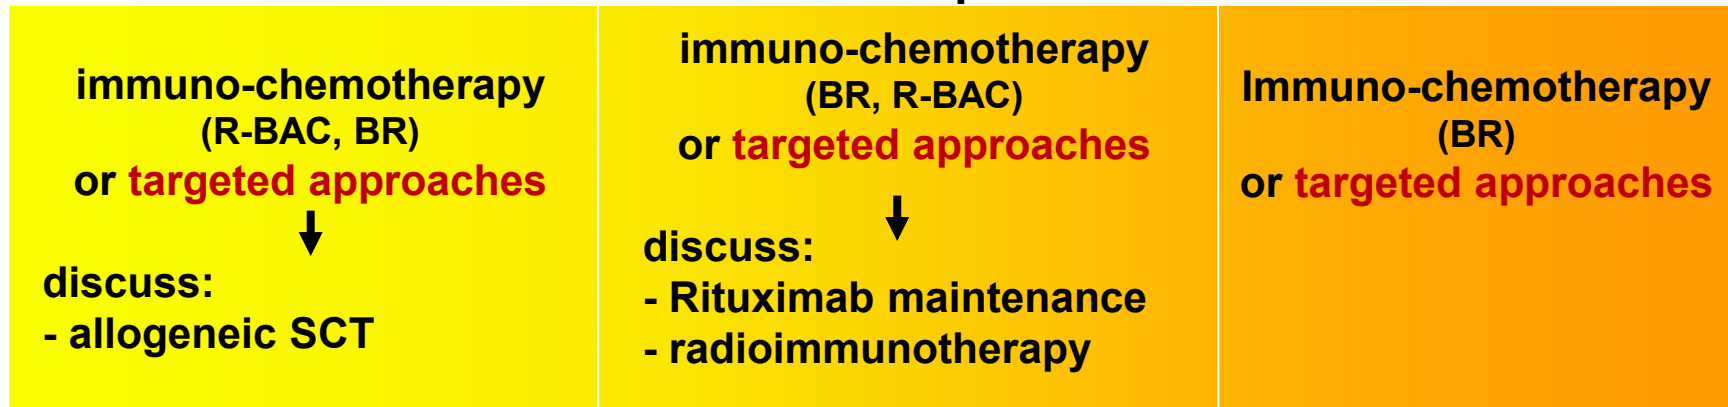 immuno-chemotherapy
(R-BAC, BR)
or targeted approaches
discuss:
- allogeneic SCT
immuno-chemotherapy
(BR, R-BAC)
or targeted approaches
discuss:
- Rituximab maintenance
- radioimmunotherapy
Immuno-chemotherapy
(BR)
or targeted approaches